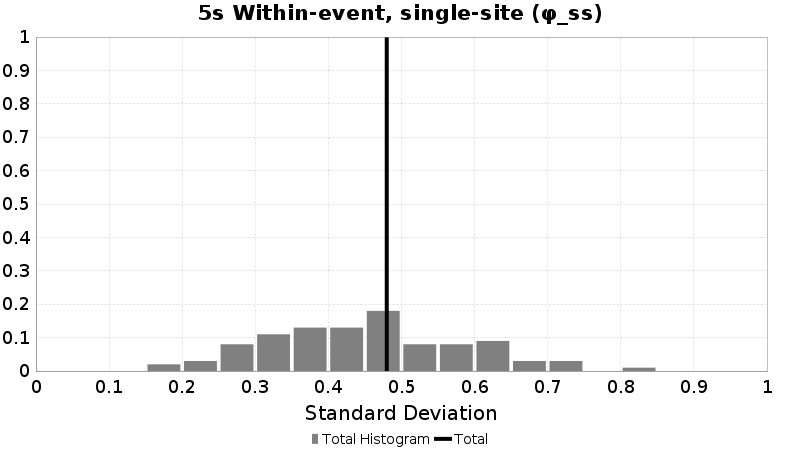 5s Within-event, single-site (φ_ss)
1
0.9
0.8
0.7
0.6
0.5
0.4
0.3
0.2
0.1
0
0 0.1 0.2 0.3 0.4 0.5 0.6 0.7 0.8 0.9 1
Standard Deviation
Total Histogram Total